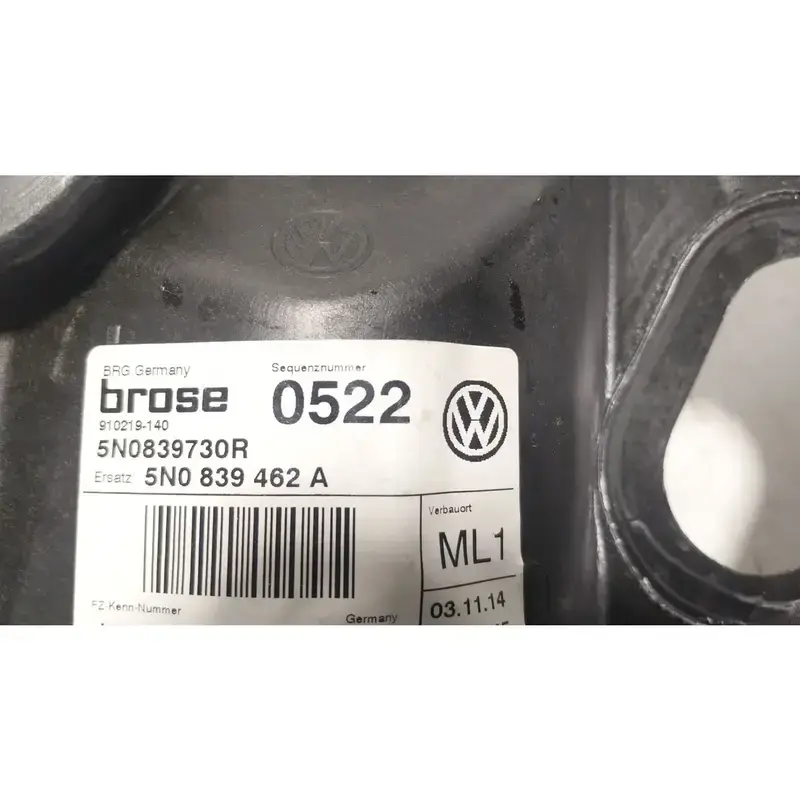 BRG Germany
Sequenznummer
brose
0522
910219-140
5N0839730R
Ersatz 5N0 839 462 A
Verbauort
ML1
FZ-Kenn-Nummer
Germany
03.11.14